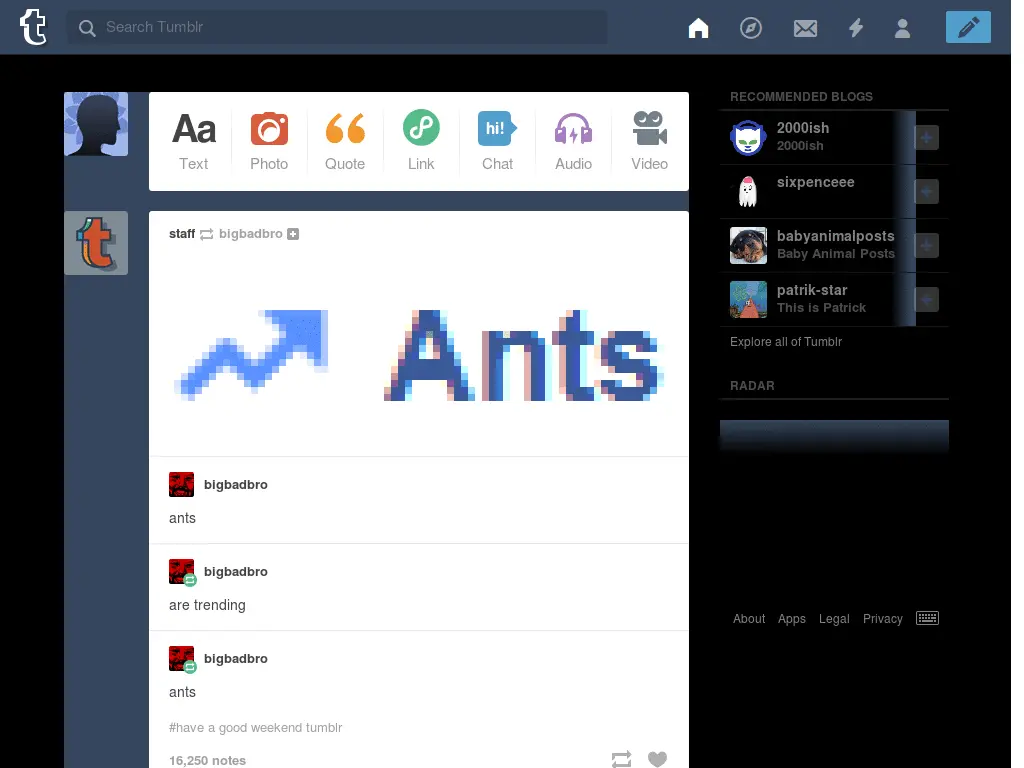 Search Tumblr
Aa
Text
Photo
Quote
Link
hi!
Chat
Audio
Video
staff bigbadbro
Ants
bigbadbro
ants
bigbadbro
are trending
bigbadbro
ants
#have a good weekend tumblr
16,250 notes
RECOMMENDED BLOGS
2000ish
2000ish
sixpenceee
babyanimalposts
Baby Animal Posts
patrik-star
This is Patrick
Explore all of Tumblr
RADAR
About Apps Legal Privacy